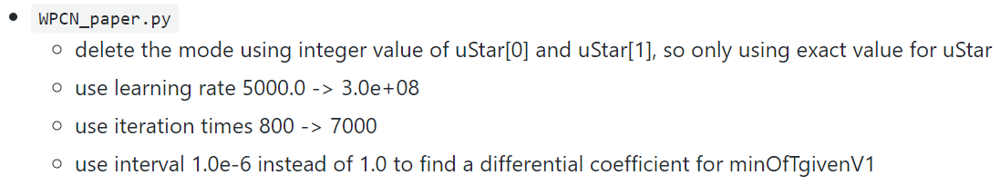 WPCN_paper.py
delete the mode using integer value of uStar[0] and uStar[1], so only using exact value for uStar
use learning rate 5000.0 -> 3.0e+08
use iteration times 800 -> 7000
use interval 1.0e-6 instead of 1.0 to find a differential coefficient for minOfTgivenV1